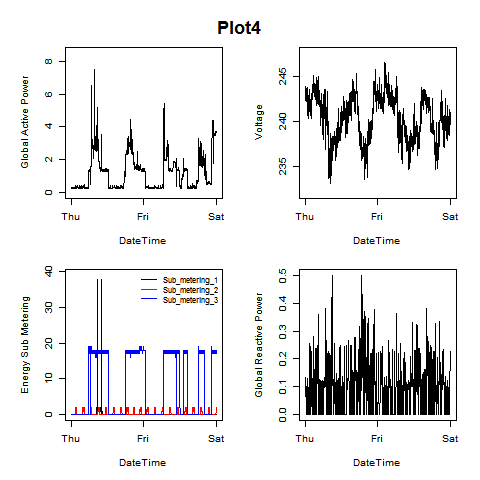 Plot4
Global Active Power
8
6
4
2
0
Thu Fri Sat
DateTime
Voltage
245
240
235
Thu Fri Sat
DateTime
Energy Sub Metering
40
30
20
10
0
Sub_metering_1
Sub_metering_2
Sub_metering_3
Thu Fri Sat
DateTime
Global Reactive Power
0.5
0.4
0.3
0.2
0.1
0.0
Thu Fri Sat
DateTime